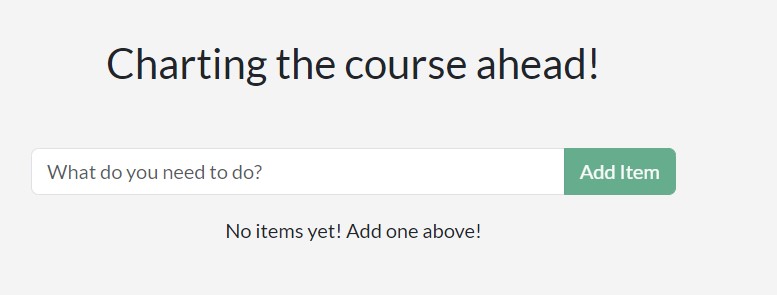 Charting the course ahead!
What do you need to do? Add Item
No items yet! Add one above!